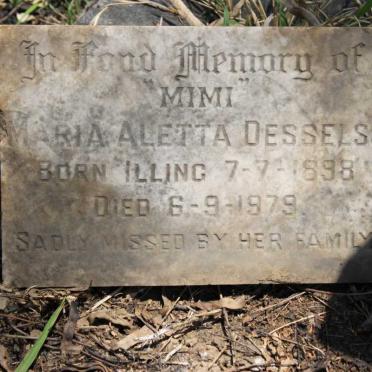 In Fond Memory of
"MIMI"
MARIA ALETTA DESSELS
BORN ILLING 7-7-1898
DIED 6-9-1979
SADLY MISSED BY HER FAMILY